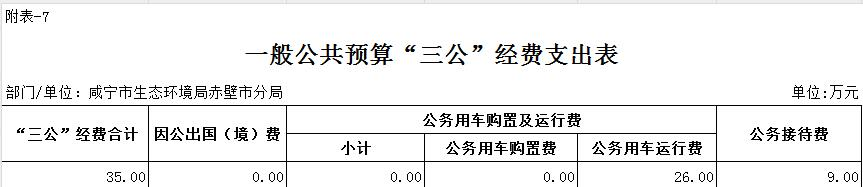 附表-7
一般公共预算“三公”经费支出表
部门/单位：咸宁市生态环境局赤壁市分局 单位:万元
“三公”经费合计 因公出国（境）费 公务用车购置及运行费 公务接待费
小计 公务用车购置费 公务用车运行费
35.00 0.00 0.00 0.00 26.00 9.00